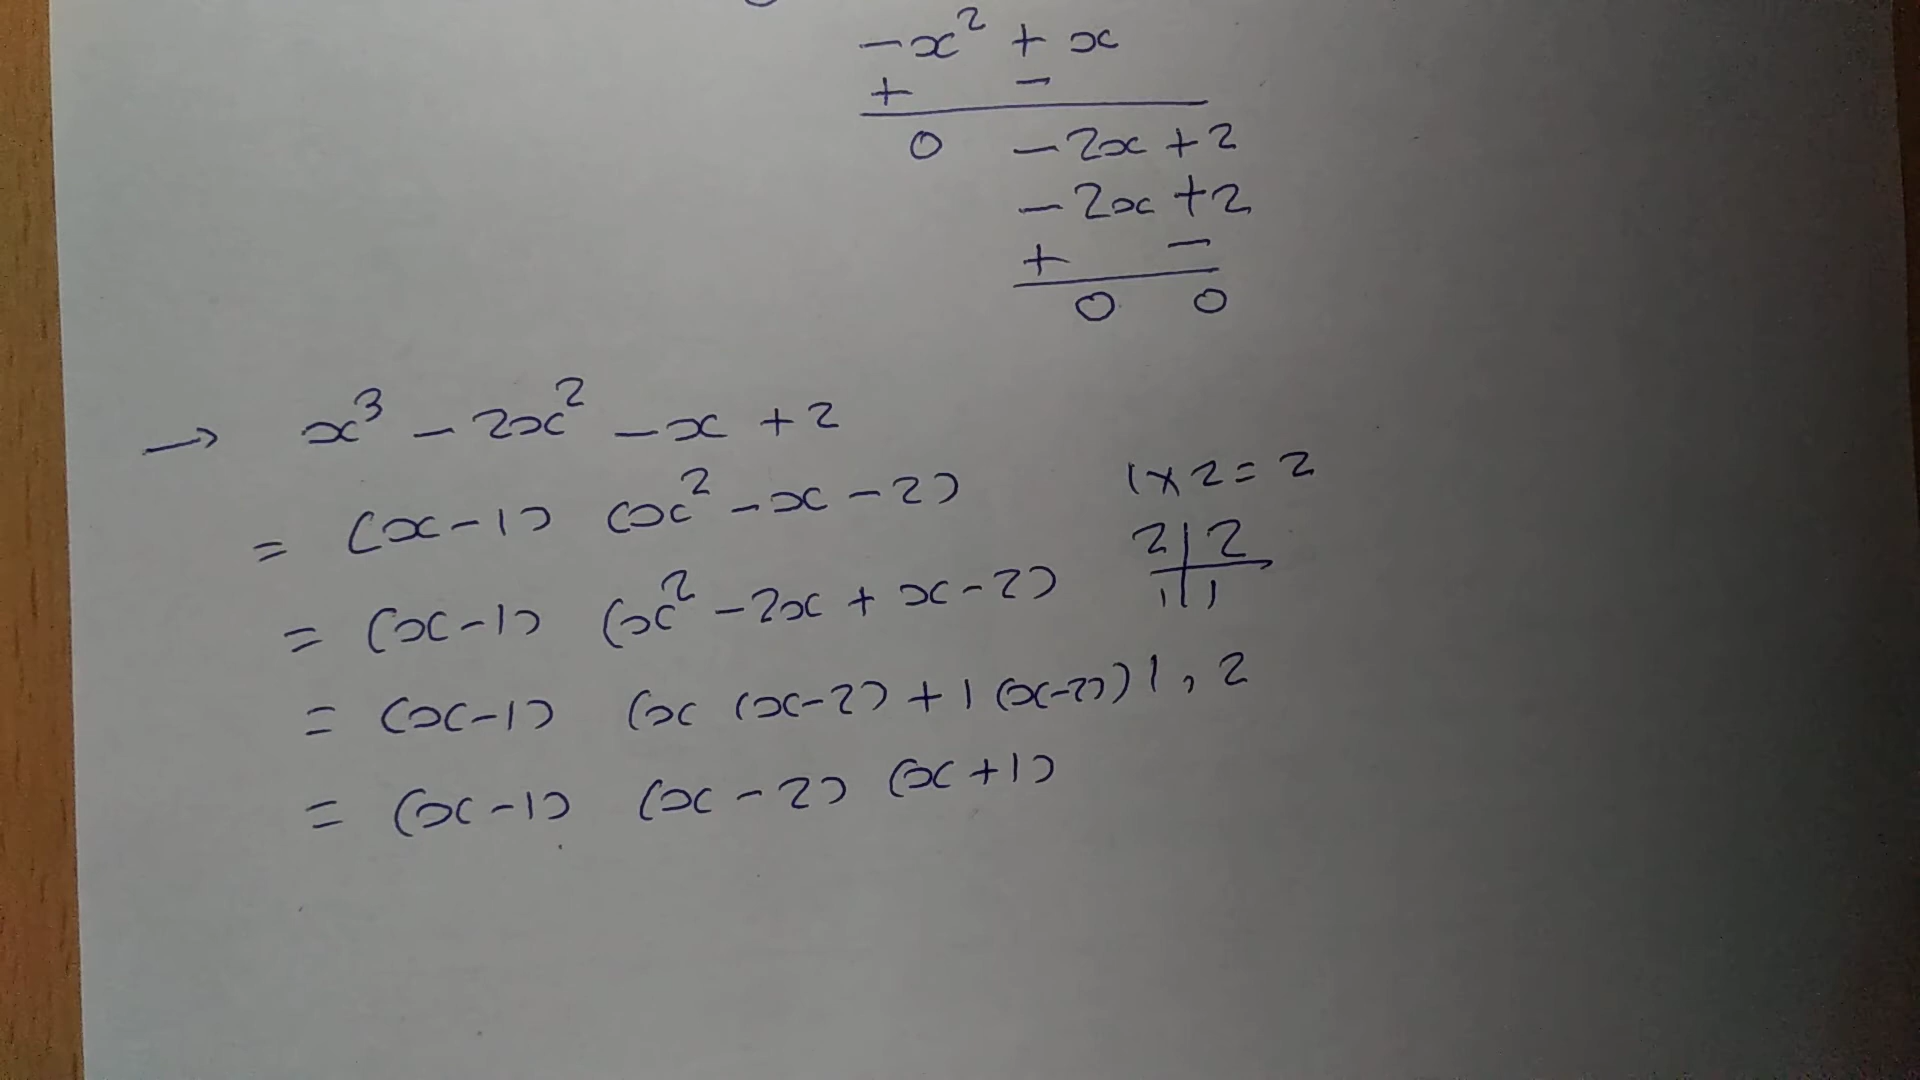 -x² + x
+ -
0 -2x + 2
-2x + 2
+ -
0 0
→ x³ - 2x² - x + 2
= (x-1) (x² - x - 2)
1 x 2 = 2
= (x-1) (x² - 2x + x - 2)
2 | 2
1 | 1
= (x-1) (x (x-2) + 1 (x-2))
1, 2
= (x-1) (x - 2) (x + 1)